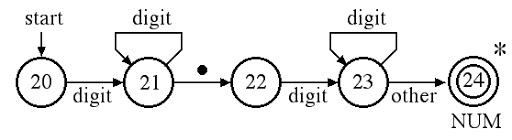 start
digit
digit
20
21
•
22
23
24
*
digit
digit
other
NUM